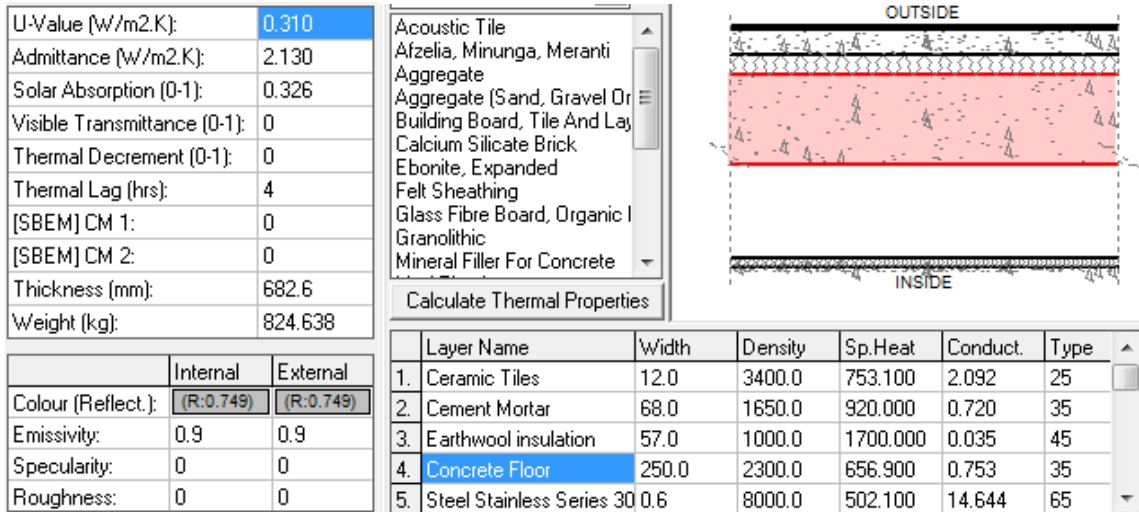 U-Value (W/m2.K): 0.310
Admittance (W/m2.K): 2.130
Solar Absorption (0-1): 0.326
Visible Transmittance (0-1): 0
Thermal Decrement (0-1): 0
Thermal Lag (hrs): 4
[SBEM] CM 1: 0
[SBEM] CM 2: 0
Thickness (mm): 682.6
Weight (kg): 824.638
Internal External
Colour (Reflect.): (R:0.749) (R:0.749)
Emissivity: 0.9 0.9
Specularity: 0 0
Roughness: 0 0
Acoustic Tile
Afzelia, Minunga, Meranti
Aggregate
Aggregate (Sand, Gravel Or
Building Board, Tile And Lay
Calcium Silicate Brick
Ebonite, Expanded
Felt Sheathing
Glass Fibre Board, Organic
Granolithic
Mineral Filler For Concrete
Calculate Thermal Properties
OUTSIDE
INSIDE
Layer Name Width Density Sp.Heat Conduct. Type
1. Ceramic Tiles 12.0 3400.0 753.100 2.092 25
2. Cement Mortar 68.0 1650.0 920.000 0.720 35
3. Earthwool insulation 57.0 1000.0 1700.000 0.035 45
4. Concrete Floor 250.0 2300.0 656.900 0.753 35
5. Steel Stainless Series 30 0.6 8000.0 502.100 14.644 65